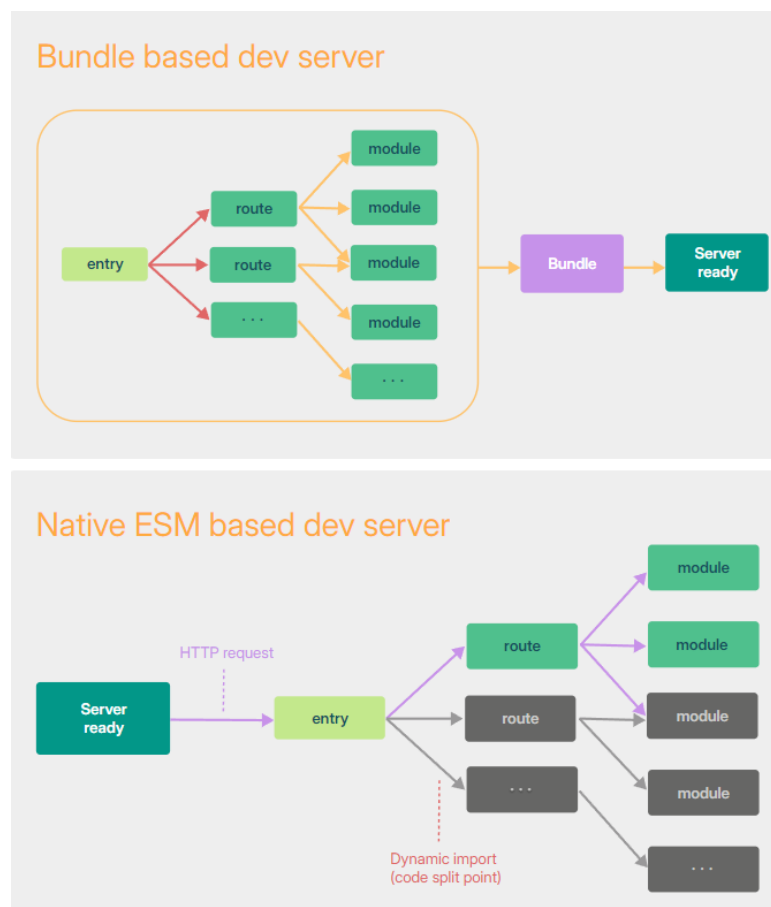 Bundle based dev server
module
route
module
entry
route
module
Bundle
Server
ready
· · ·
module
· · ·
Native ESM based dev server
module
HTTP request
route
module
Server
ready
entry
route
module
· · ·
module
Dynamic import
(code split point)
· · ·